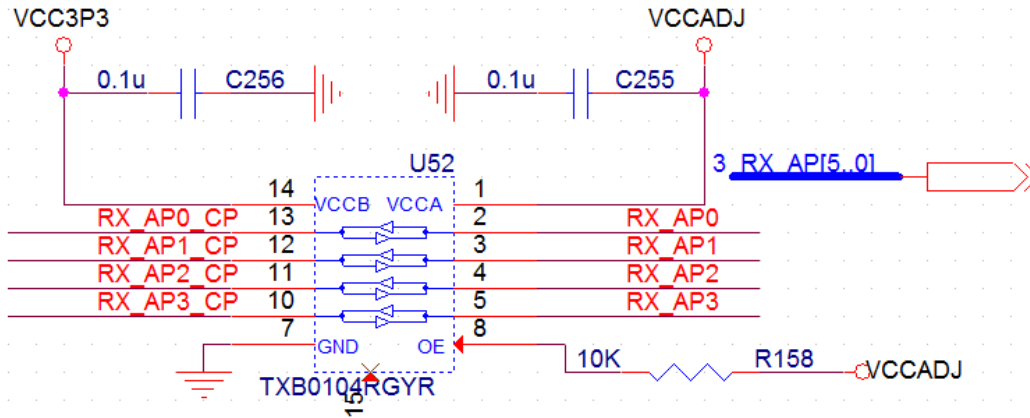 VCC3P3 VCCADJ
0.1u C256 0.1u C255
U52 3 RX_AP[5..0]
14 1
VCCB VCCA
RX_AP0_CP 13 2 RX_AP0
RX_AP1_CP 12 3 RX_AP1
RX_AP2_CP 11 4 RX_AP2
RX_AP3_CP 10 5 RX_AP3
7 8
GND OE
10K R158 VCCADJ
TXB0104RGYR
15